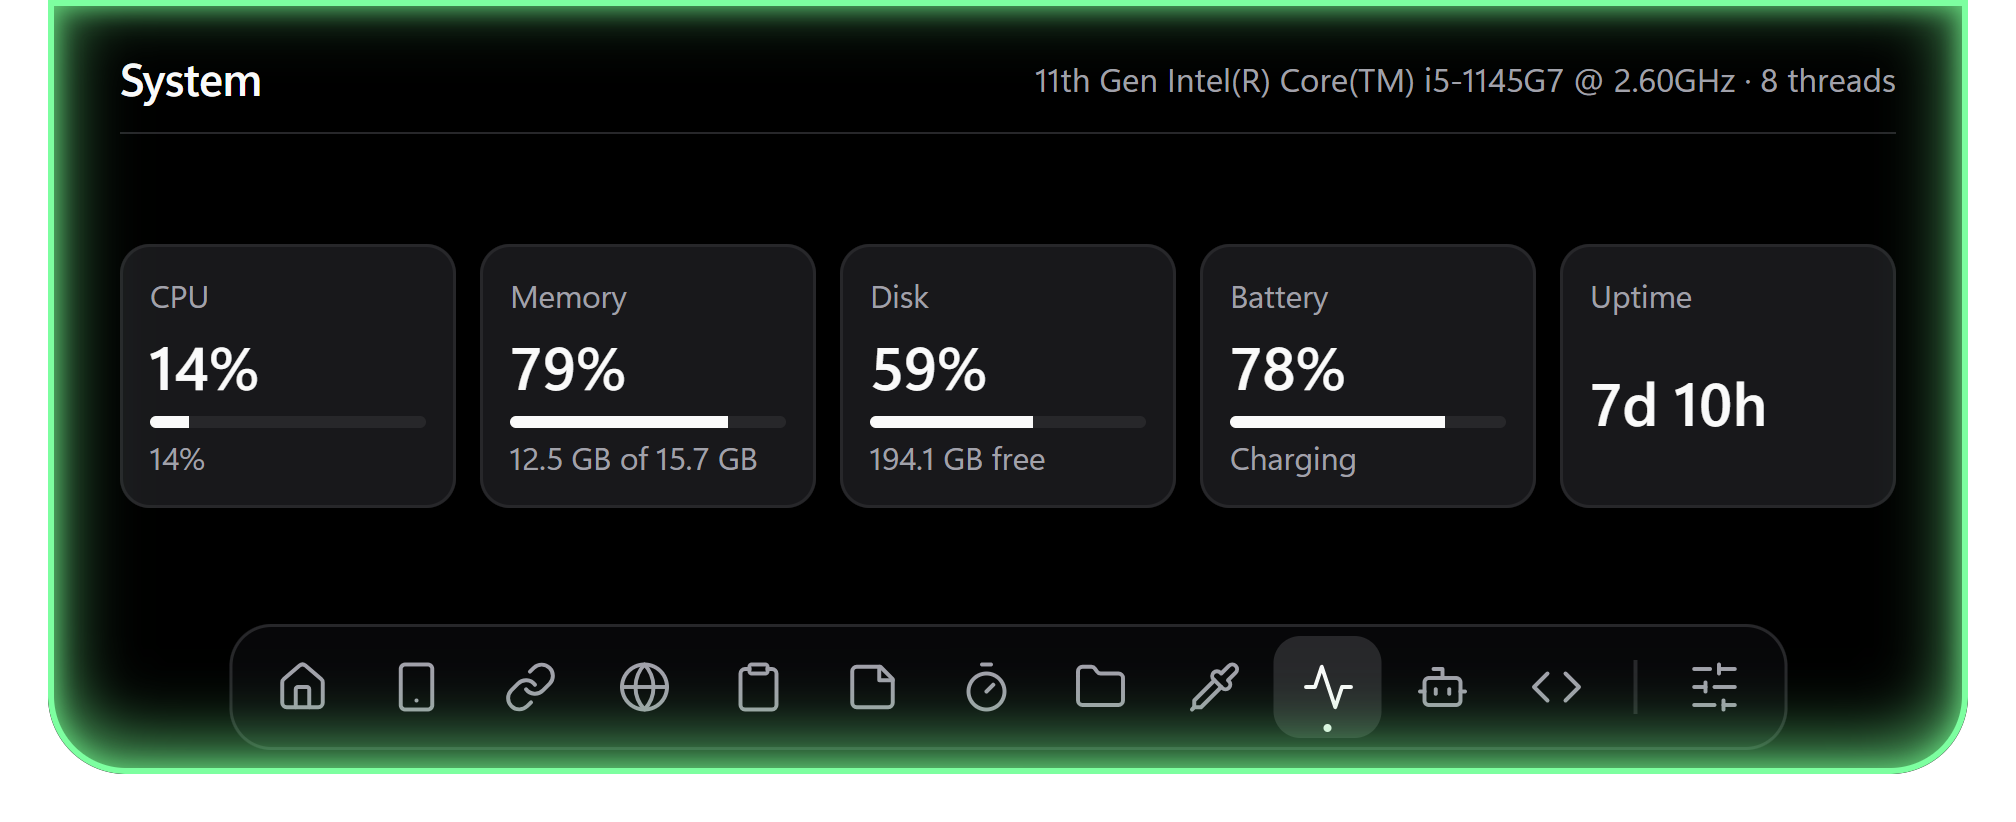 System
11th Gen Intel(R) Core(TM) i5-1145G7 @ 2.60GHz · 8 threads
CPU
14%
14%
Memory
79%
12.5 GB of 15.7 GB
Disk
59%
194.1 GB free
Battery
78%
Charging
Uptime
7d 10h